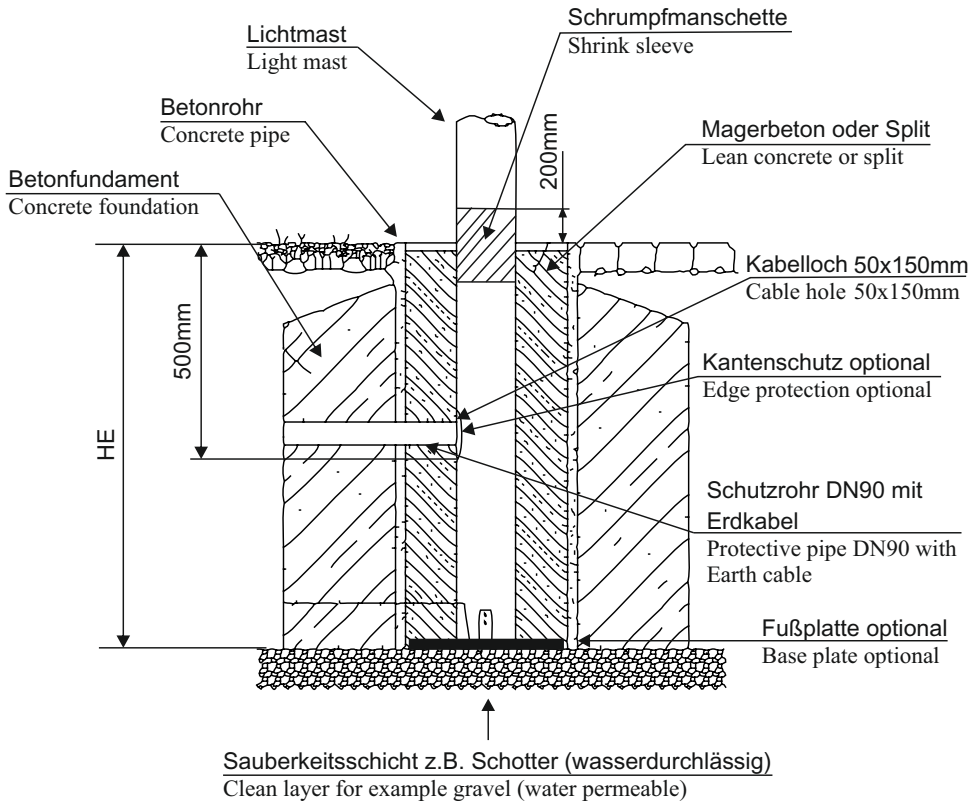 Schrumpfmanschette
Shrink sleeve
Lichtmast
Light mast
Betonrohr
Concrete pipe
200mm
Magerbeton oder Split
Lean concrete or split
Betonfundament
Concrete foundation
Kabelloch 50x150mm
Cable hole 50x150mm
500mm
Kantenschutz optional
Edge protection optional
HE
Schutzrohr DN90 mit
Erdkabel
Protective pipe DN90 with
Earth cable
Fußplatte optional
Base plate optional
Sauberkeitsschicht z.B. Schotter (wasserdurchlässig)
Clean layer for example gravel (water permeable)